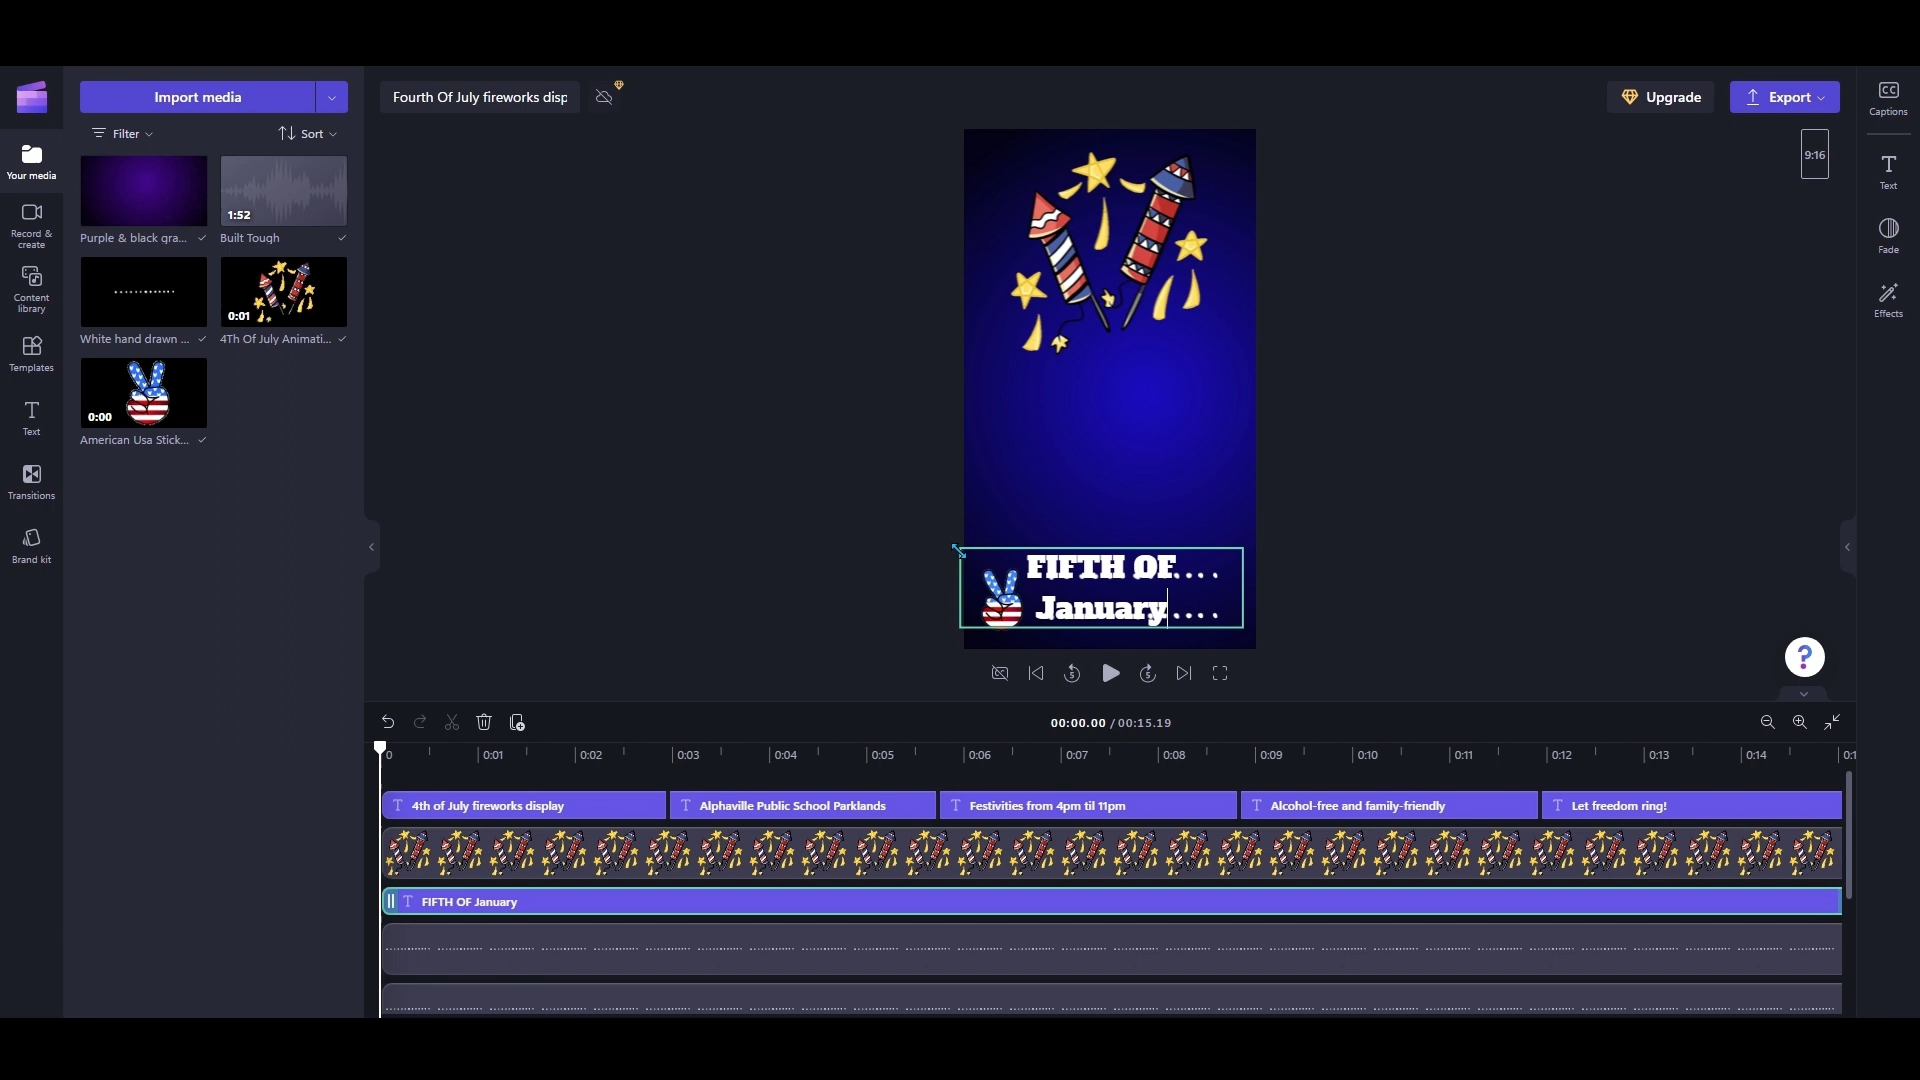 Import media
Fourth Of July fireworks disp
Upgrade
Export
Captions
Filter
Sort
Your media
1:52
Purple & black gra...
Built Tough
9:16
Text
Record &
create
Fade
0:01
White hand drawn ...
4Th Of July Animati...
Content
library
Effects
Templates
0:00
American Usa Stick...
Text
Transitions
Brand kit
FIFTH OF
January
?
5
5
00:00.00 / 00:15.19
0
0:01
0:02
0:03
0:04
0:05
0:06
0:07
0:08
0:09
0:10
0:11
0:12
0:13
0:14
0:1
4th of July fireworks display
Alphaville Public School Parklands
Festivities from 4pm til 11pm
Alcohol-free and family-friendly
Let freedom ring!
FIFTH OF January